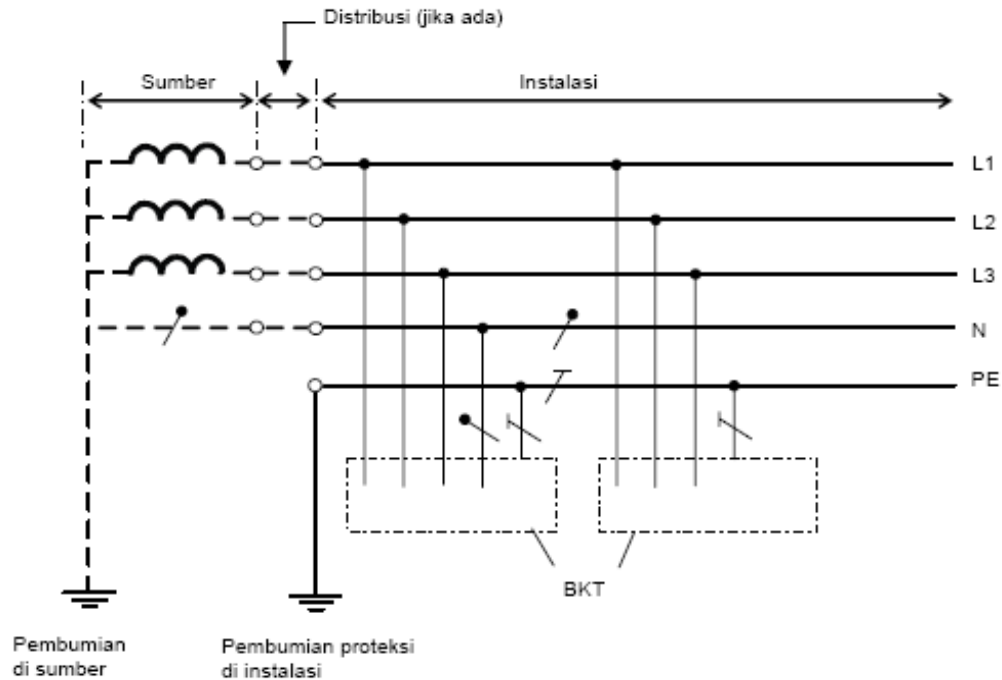 Distribusi (jika ada)
Sumber
Instalasi
L1
L2
L3
N
PE
BKT
Pembumian
di sumber
Pembumian proteksi
di instalasi